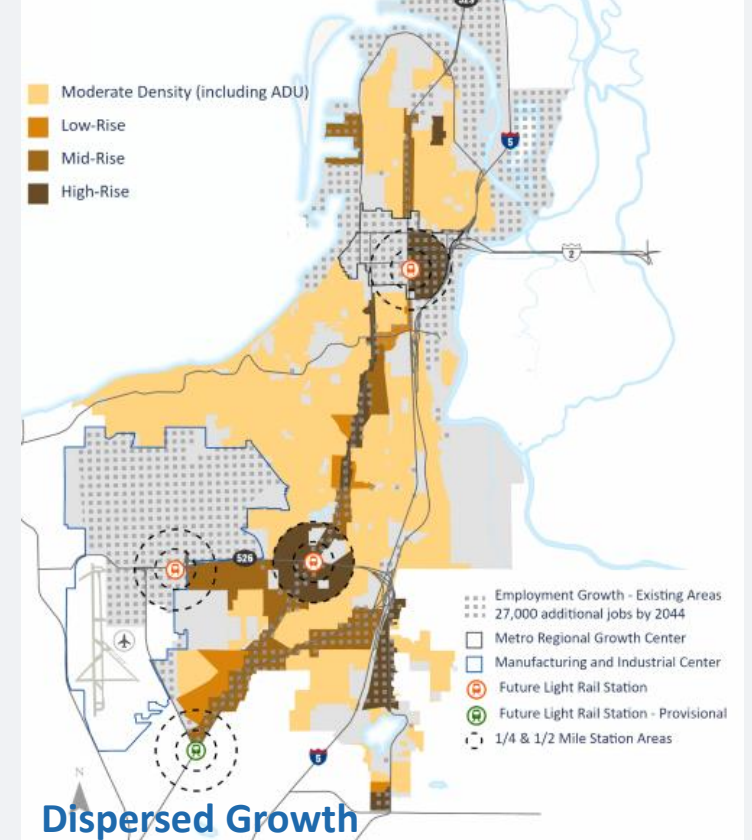 529
Moderate Density (including ADU)
Low-Rise
Mid-Rise
High-Rise
5
2
526
Employment Growth - Existing Areas
27,000 additional jobs by 2044
Metro Regional Growth Center
Manufacturing and Industrial Center
Future Light Rail Station
Future Light Rail Station - Provisional
1/4 & 1/2 Mile Station Areas
5
N
Dispersed Growth